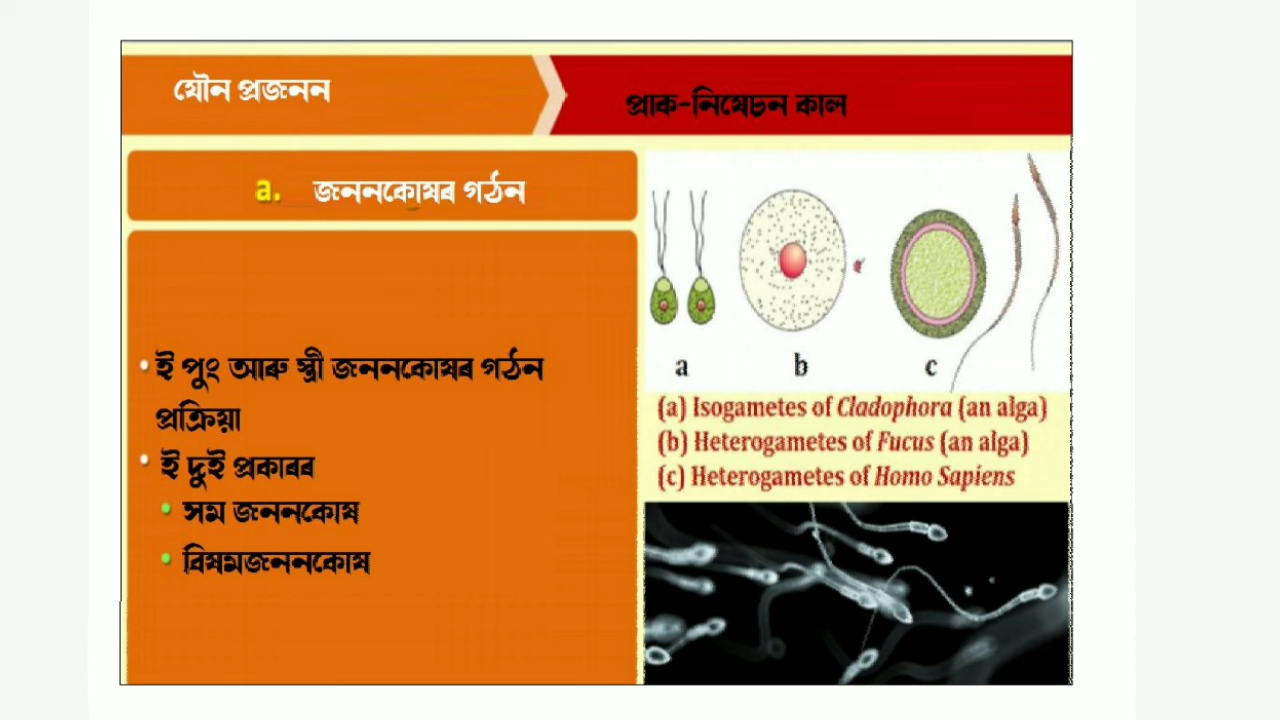 যৌন প্ৰজনন
প্ৰাক-নিষেচন কাল
a. জননকোষৰ গঠন
• ই পুং আৰু স্ত্ৰী জননকোষৰ গঠন
প্ৰক্ৰিয়া
• ই দুই প্ৰকাৰৰ
• সম জননকোষ
• বিষমজননকোষ
a b c
(a) Isogametes of Cladophora (an alga)
(b) Heterogametes of Fucus (an alga)
(c) Heterogametes of Homo Sapiens